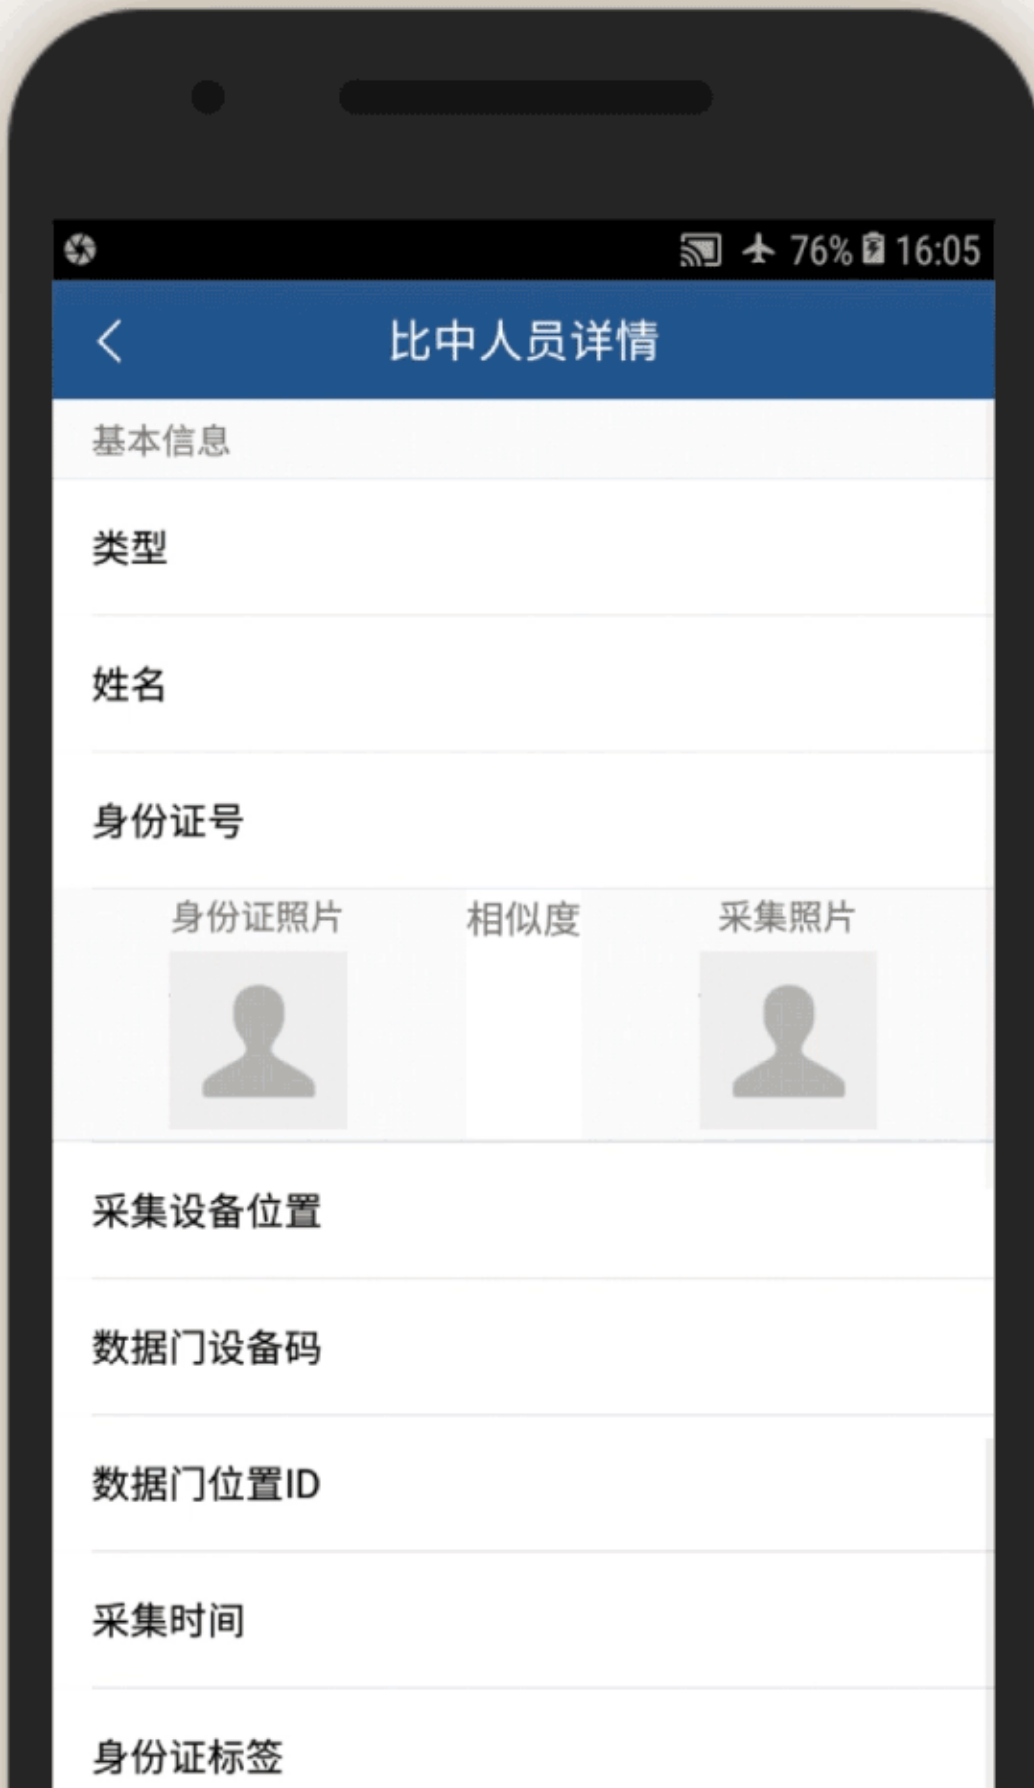 76% 16:05
比中人员详情
基本信息
类型
姓名
身份证号
身份证照片 相似度 采集照片
采集设备位置
数据门设备码
数据门位置ID
采集时间
身份证标签